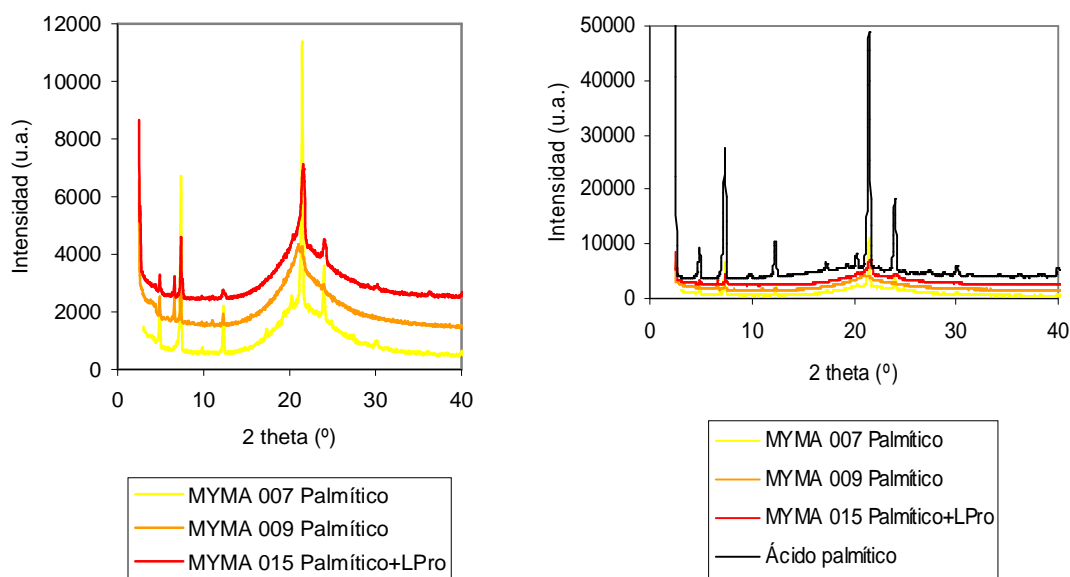 12000
10000
8000
6000
4000
2000
0
Intensidad (u.a.)
0 10 20 30 40
2 theta (º)
MYMA 007 Palmítico
MYMA 009 Palmítico
MYMA 015 Palmítico+LPro
50000
40000
30000
20000
10000
0
Intensidad (u.a.)
0 10 20 30 40
2 theta (º)
MYMA 007 Palmítico
MYMA 009 Palmítico
MYMA 015 Palmítico+LPro
Ácido palmítico